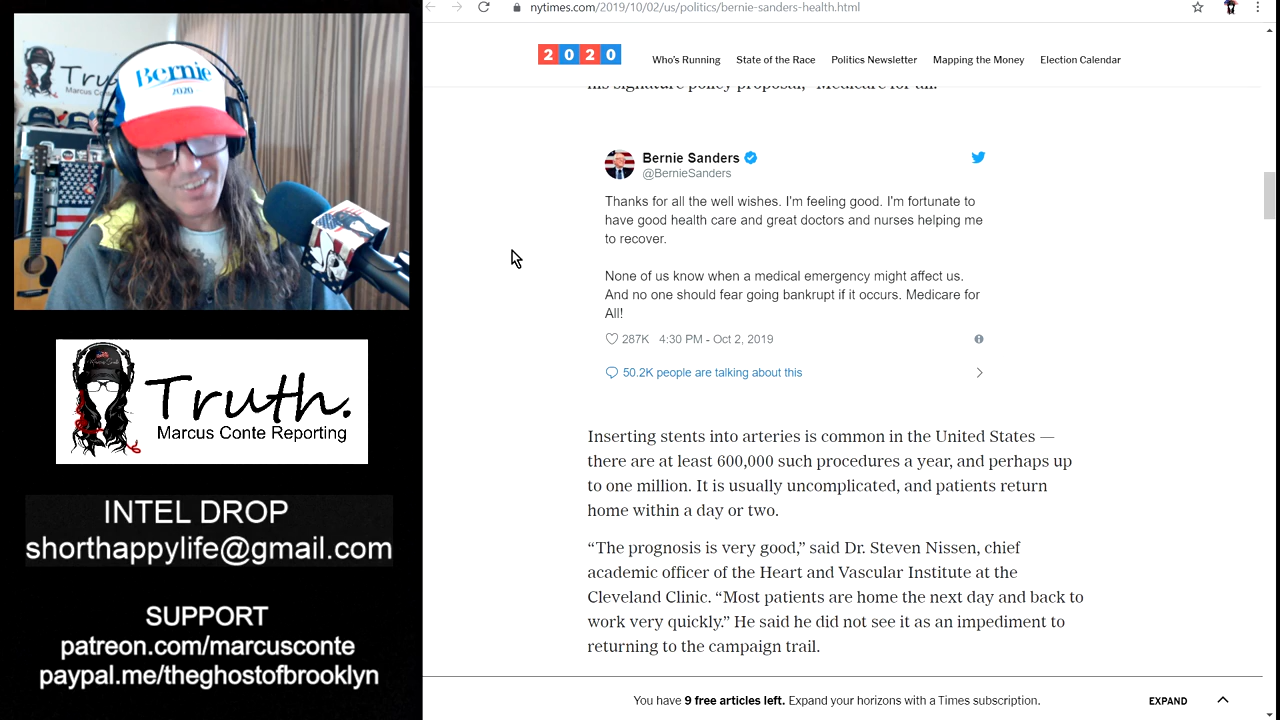 nytimes.com/2019/10/02/us/politics/bernie-sanders-health.html
2020
Who's Running
State of the Race
Politics Newsletter
Mapping the Money
Election Calendar
his signature policy proposal, “Medicare for all.”
Bernie Sanders
@BernieSanders
Thanks for all the well wishes. I'm feeling good. I'm fortunate to
have good health care and great doctors and nurses helping me
to recover.
None of us know when a medical emergency might affect us.
And no one should fear going bankrupt if it occurs. Medicare for
All!
287K 4:30 PM - Oct 2, 2019
50.2K people are talking about this
Inserting stents into arteries is common in the United States —
there are at least 600,000 such procedures a year, and perhaps up
to one million. It is usually uncomplicated, and patients return
home within a day or two.
“The prognosis is very good,” said Dr. Steven Nissen, chief
academic officer of the Heart and Vascular Institute at the
Cleveland Clinic. “Most patients are home the next day and back to
work very quickly.” He said he did not see it as an impediment to
returning to the campaign trail.
You have 9 free articles left. Expand your horizons with a Times subscription.
EXPAND
Bernie
2020
Tru
Marcus Conte
Truth.
Marcus Conte Reporting
INTEL DROP
shorthappylife@gmail.com
SUPPORT
patreon.com/marcusconte
paypal.me/theghostofbrooklyn